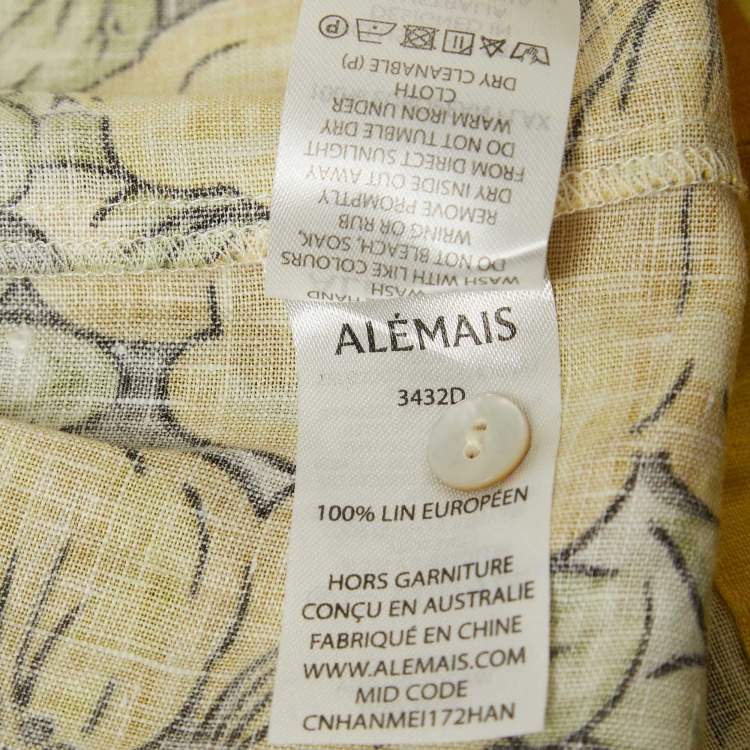 HAND
WASH
WASH WITH LIKE COLOURS
DO NOT BLEACH, SOAK,
WRING OR RUB
REMOVE PROMPTLY
DRY INSIDE OUT AWAY
FROM DIRECT SUNLIGHT
DO NOT TUMBLE DRY
WARM IRON UNDER
CLOTH
DRY CLEANABLE (P)
P
ALÉMAIS
3432D
100% LIN EUROPÉEN
HORS GARNITURE
CONÇU EN AUSTRALIE
FABRIQUÉ EN CHINE
WWW.ALEMAIS.COM
MID CODE
CNHANMEI172HAN